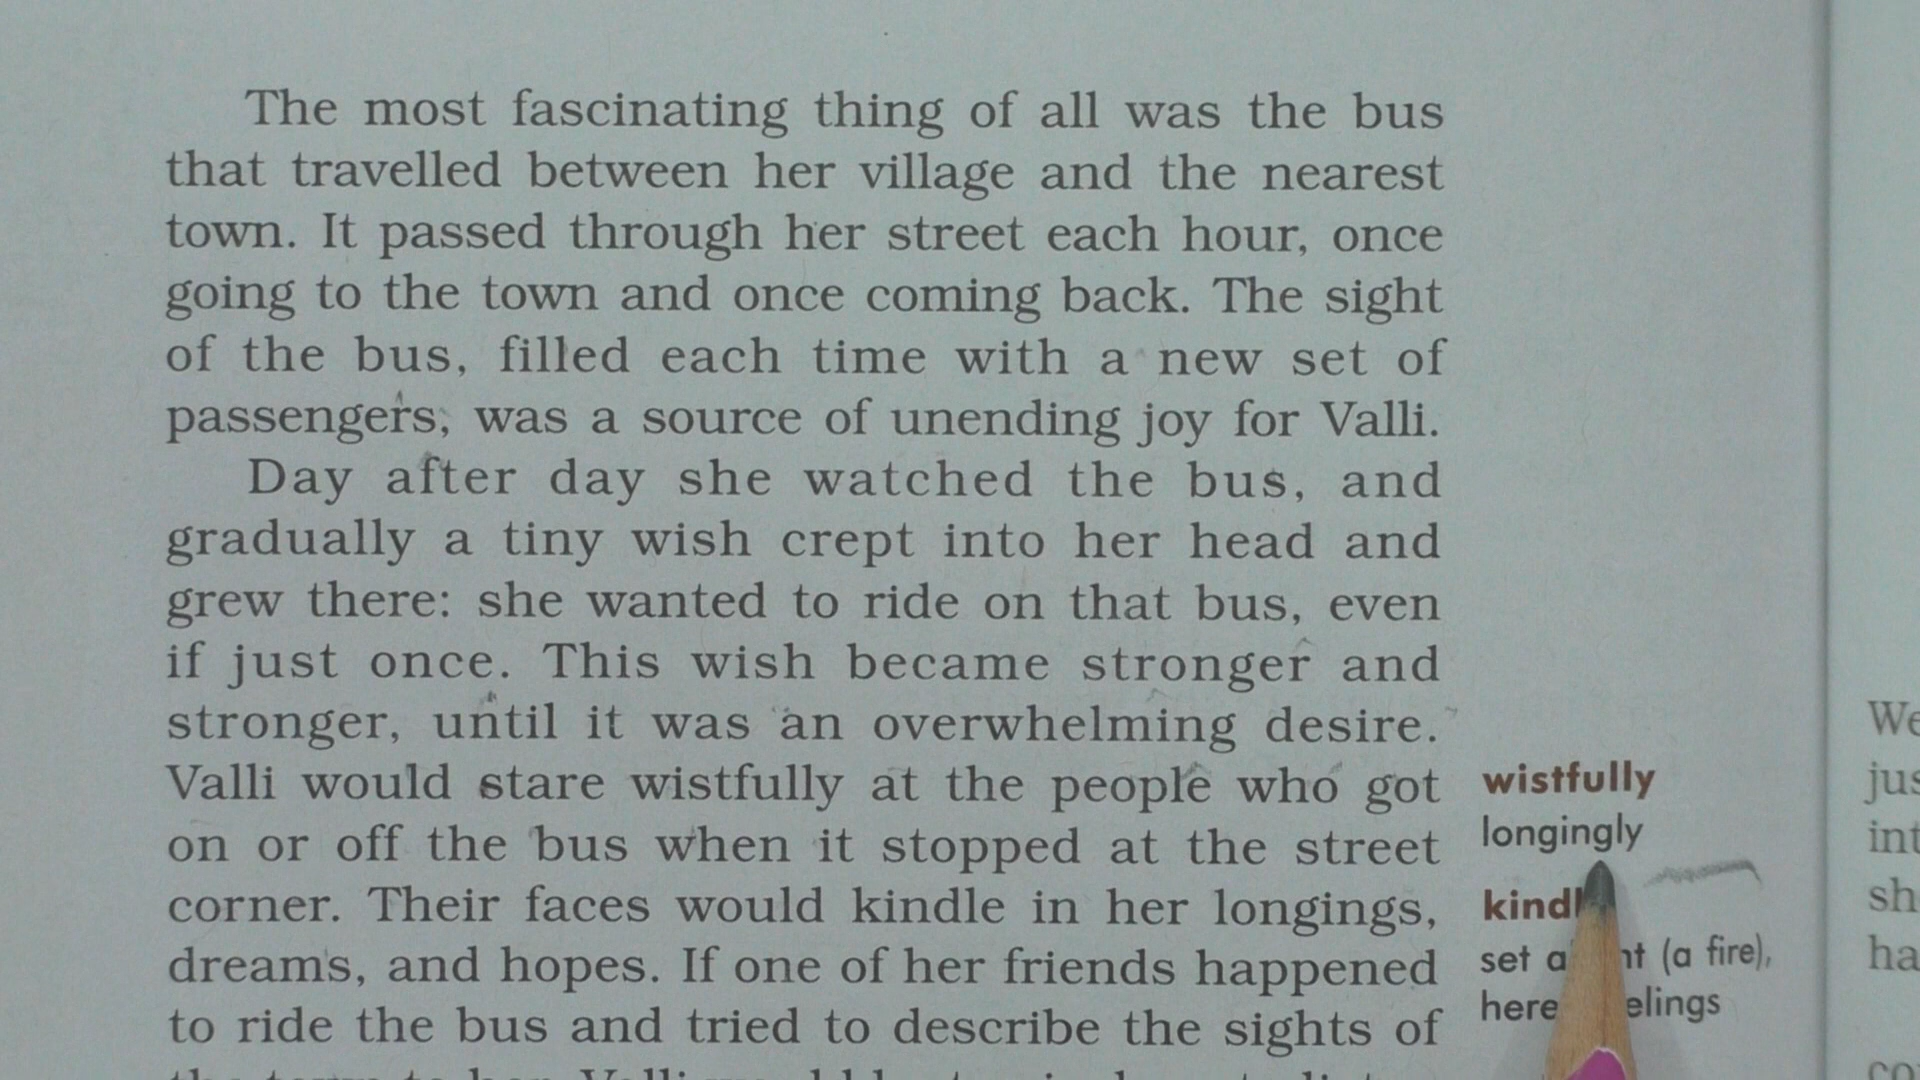 The most fascinating thing of all was the bus
that travelled between her village and the nearest
town. It passed through her street each hour, once
going to the town and once coming back. The sight
of the bus, filled each time with a new set of
passengers, was a source of unending joy for Valli.
Day after day she watched the bus, and
gradually a tiny wish crept into her head and
grew there: she wanted to ride on that bus, even
if just once. This wish became stronger and
stronger, until it was an overwhelming desire.
Valli would stare wistfully at the people who got
on or off the bus when it stopped at the street
corner. Their faces would kindle in her longings,
dreams, and hopes. If one of her friends happened
to ride the bus and tried to describe the sights of
wistfully
longingly
set (a fire),
here
We